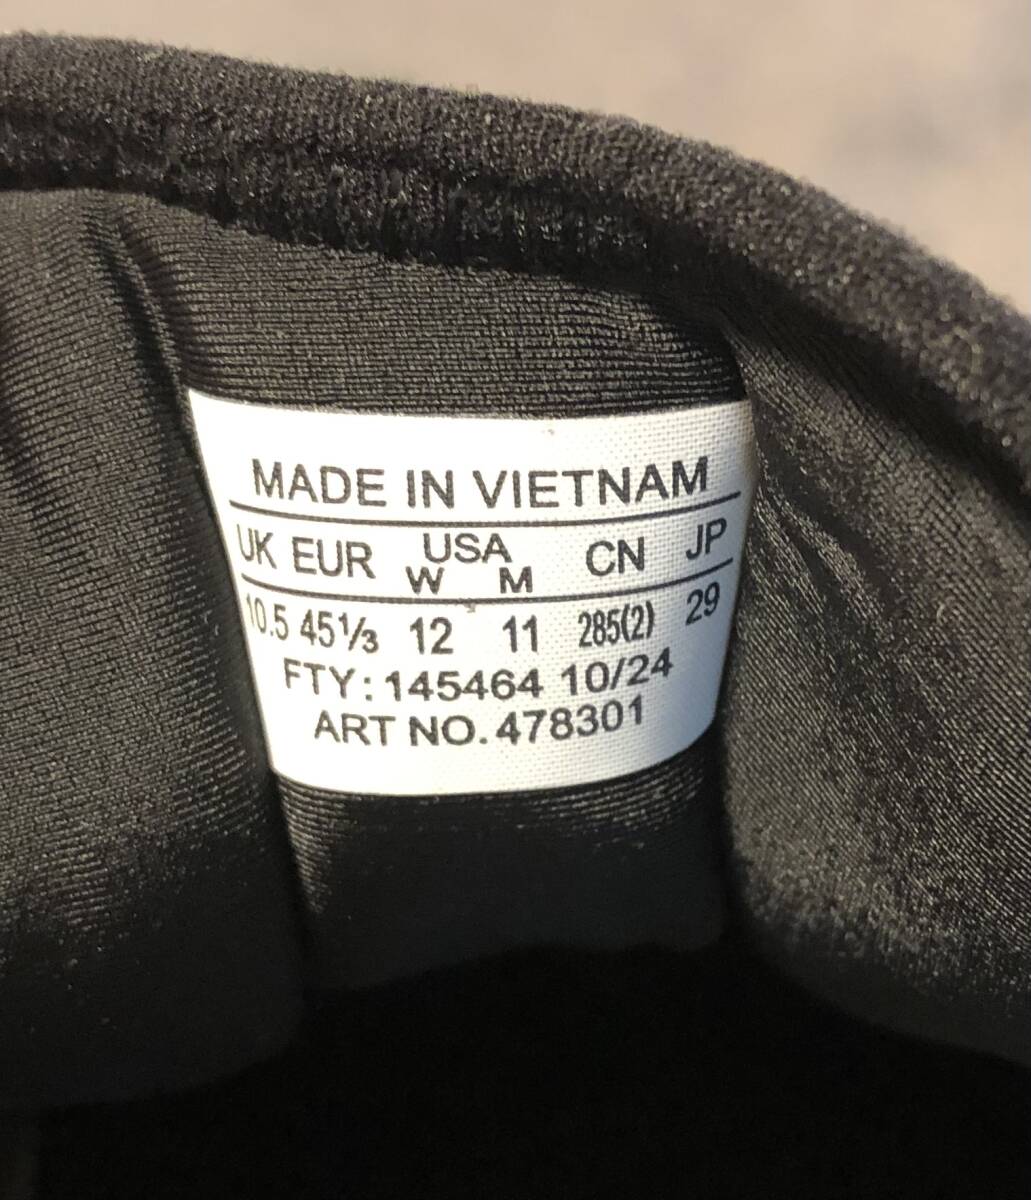 MADE IN VIETNAM
UK EUR USA CN JP
W M
10.5 45⅓ 12 11 285(2) 29
FTY: 145464 10/24
ART NO. 478301